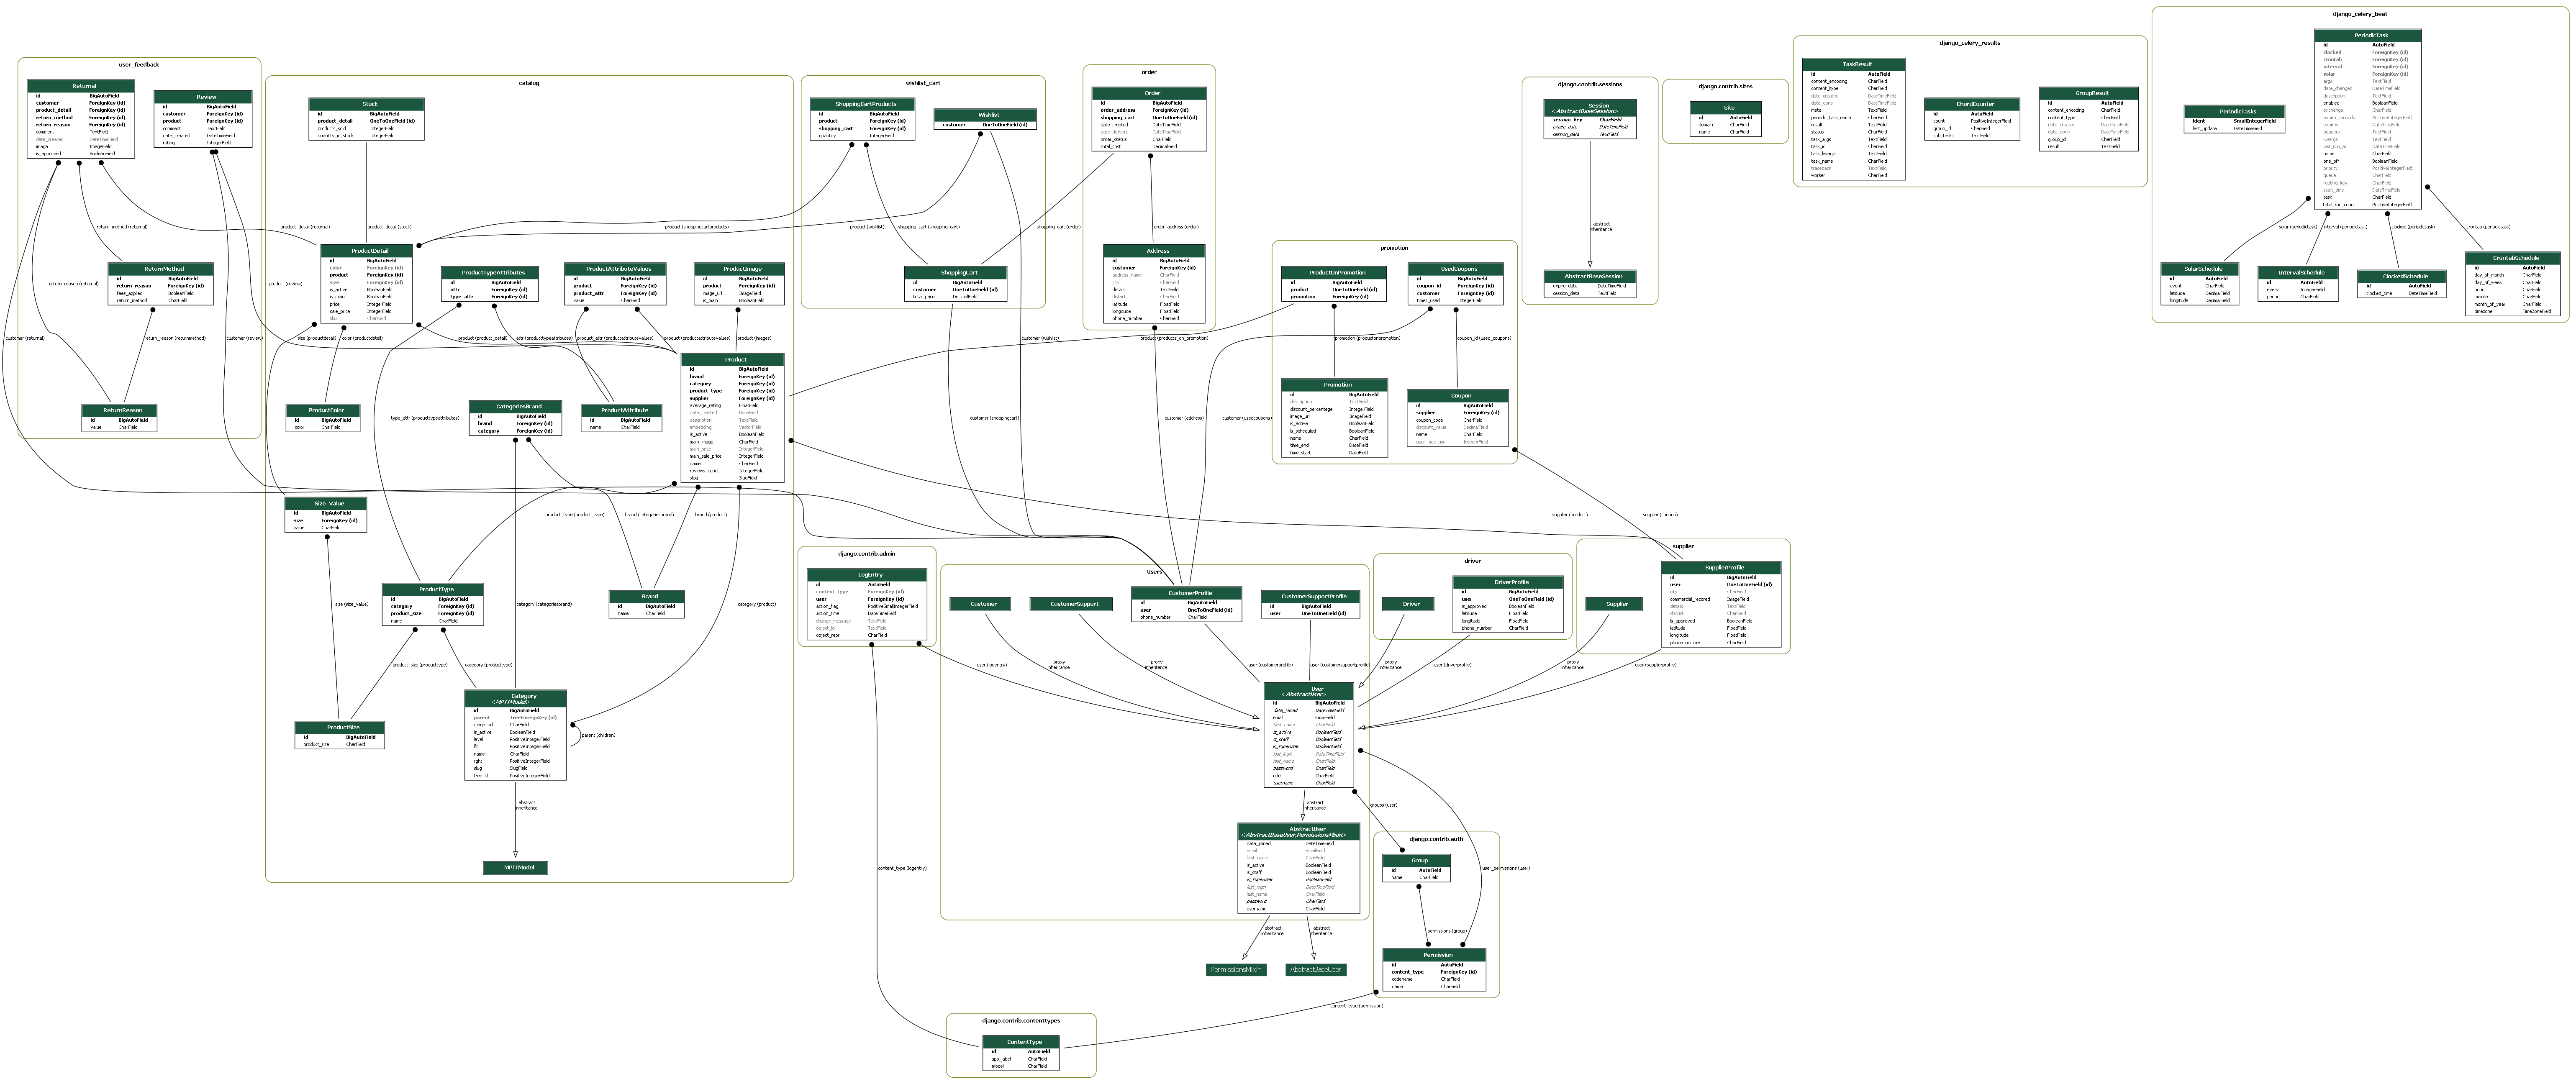 user_feedback
Returnal
id BigAutoField
customer ForeignKey (id)
product_detail ForeignKey (id)
return_method ForeignKey (id)
return_reason ForeignKey (id)
comment TextField
date_created DateTimeField
image ImageField
is_approved BooleanField
Review
id BigAutoField
customer ForeignKey (id)
product ForeignKey (id)
comment TextField
date_created DateTimeField
rating IntegerField
return_method (returnal)
ReturnMethod
id BigAutoField
return_reason ForeignKey (id)
fees_applied BooleanField
return_method CharField
return_reason (returnal)
return_reason (returnmethod)
customer (returnal)
customer (review)
ReturnReason
id BigAutoField
value CharField
catalog
Stock
id BigAutoField
product_detail OneToOneField (id)
products_sold IntegerField
quantity_in_stock IntegerField
product_detail (returnal)
product_detail (stock)
product (review)
ProductDetail
id BigAutoField
color ForeignKey (id)
product ForeignKey (id)
size ForeignKey (id)
is_active BooleanField
is_main BooleanField
price IntegerField
sale_price IntegerField
sku CharField
ProductTypeAttributes
id BigAutoField
attr ForeignKey (id)
type_attr ForeignKey (id)
ProductAttributeValues
id BigAutoField
product ForeignKey (id)
product_attr ForeignKey (id)
value CharField
ProductImage
id BigAutoField
product ForeignKey (id)
image_url ImageField
is_main BooleanField
size (productdetail)
color (productdetail)
product (product_detail)
attr (producttypeattributes)
product_attr (productattributevalues)
product (productattributevalues)
product (images)
Product
id BigAutoField
brand ForeignKey (id)
category ForeignKey (id)
product_type ForeignKey (id)
supplier ForeignKey (id)
average_rating FloatField
date_created DateField
description TextField
embedding VectorField
is_active BooleanField
main_image CharField
main_price IntegerField
main_sale_price IntegerField
name CharField
reviews_count IntegerField
slug SlugField
ProductColor
id BigAutoField
color CharField
type_attr (producttypeattributes)
CategoriesBrand
id BigAutoField
brand ForeignKey (id)
category ForeignKey (id)
ProductAttribute
id BigAutoField
name CharField
Size_Value
id BigAutoField
size ForeignKey (id)
value CharField
product_type (product_type)
brand (categoriesbrand)
brand (product)
size (size_value)
ProductType
id BigAutoField
category ForeignKey (id)
product_size ForeignKey (id)
name CharField
category (categoriesbrand)
Brand
id BigAutoField
name CharField
category (product)
product_size (producttype)
category (producttype)
ProductSize
id BigAutoField
product_size CharField
Category
<MPTTModel>
id BigAutoField
parent TreeForeignKey (id)
image_url CharField
is_active BooleanField
level PositiveIntegerField
lft PositiveIntegerField
name CharField
rght PositiveIntegerField
slug SlugField
tree_id PositiveIntegerField
parent (children)
abstract
inheritance
MPTTModel
wishlist_cart
ShoppingCartProducts
id BigAutoField
product ForeignKey (id)
shopping_cart ForeignKey (id)
quantity IntegerField
Wishlist
customer OneToOneField (id)
product (shoppingcartproducts)
product (wishlist)
shopping_cart (shopping_cart)
shopping_cart (order)
ShoppingCart
id BigAutoField
customer OneToOneField (id)
total_price DecimalField
customer (wishlist)
customer (shoppingcart)
order
Order
id BigAutoField
order_address ForeignKey (id)
shopping_cart OneToOneField (id)
date_created DateTimeField
date_deliverd DateTimeField
order_status CharField
total_cost DecimalField
order_address (order)
Address
id BigAutoField
customer ForeignKey (id)
address_name CharField
city CharField
details TextField
district CharField
latitude FloatField
longitude FloatField
phone_number CharField
product (products_on_promotion)
customer (address)
customer (usedcoupons)
promotion
ProductOnPromotion
id BigAutoField
product OneToOneField (id)
promotion ForeignKey (id)
UsedCoupons
id BigAutoField
coupon_id ForeignKey (id)
customer ForeignKey (id)
times_used IntegerField
promotion (productonpromotion)
coupon_id (used_coupons)
Promotion
id BigAutoField
description TextField
discount_percentage IntegerField
image_url ImageField
is_active BooleanField
is_scheduled BooleanField
name CharField
time_end DateField
time_start DateField
Coupon
id BigAutoField
supplier ForeignKey (id)
coupon_code CharField
discount_value DecimalField
name CharField
user_max_use IntegerField
supplier (product)
supplier (coupon)
django.contrib.sessions
Session
<AbstractBaseSession>
session_key CharField
expire_date DateTimeField
session_data TextField
abstract
inheritance
AbstractBaseSession
expire_date DateTimeField
session_data TextField
django.contrib.sites
Site
id AutoField
domain CharField
name CharField
django_celery_results
TaskResult
id AutoField
content_encoding CharField
content_type CharField
date_created DateTimeField
date_done DateTimeField
meta TextField
periodic_task_name CharField
result TextField
status CharField
task_args TextField
task_id CharField
task_kwargs TextField
task_name CharField
traceback TextField
worker CharField
ChordCounter
id AutoField
count PositiveIntegerField
group_id CharField
sub_tasks TextField
GroupResult
id AutoField
content_encoding CharField
content_type CharField
date_created DateTimeField
date_done DateTimeField
group_id CharField
result TextField
django_celery_beat
PeriodicTasks
ident SmallIntegerField
last_update DateTimeField
PeriodicTask
id AutoField
clocked ForeignKey (id)
crontab ForeignKey (id)
interval ForeignKey (id)
solar ForeignKey (id)
args TextField
date_changed DateTimeField
description TextField
enabled BooleanField
exchange CharField
expire_seconds PositiveIntegerField
expires DateTimeField
headers TextField
kwargs TextField
last_run_at DateTimeField
name CharField
one_off BooleanField
priority PositiveIntegerField
queue CharField
routing_key CharField
start_time DateTimeField
task CharField
total_run_count PositiveIntegerField
solar (periodictask)
interval (periodictask)
clocked (periodictask)
crontab (periodictask)
SolarSchedule
id AutoField
event CharField
latitude DecimalField
longitude DecimalField
IntervalSchedule
id AutoField
every IntegerField
period CharField
ClockedSchedule
id AutoField
clocked_time DateTimeField
CrontabSchedule
id AutoField
day_of_month CharField
day_of_week CharField
hour CharField
minute CharField
month_of_year CharField
timezone TimeZoneField
django.contrib.admin
LogEntry
id AutoField
content_type ForeignKey (id)
user ForeignKey (id)
action_flag PositiveSmallIntegerField
action_time DateTimeField
change_message TextField
object_id TextField
object_repr CharField
Users
Customer
CustomerSupport
CustomerProfile
id BigAutoField
user OneToOneField (id)
phone_number CharField
CustomerSupportProfile
id BigAutoField
user OneToOneField (id)
driver
Driver
DriverProfile
id BigAutoField
user OneToOneField (id)
is_approved BooleanField
latitude FloatField
longitude FloatField
phone_number CharField
supplier
Supplier
SupplierProfile
id BigAutoField
user OneToOneField (id)
city CharField
commercial_recored ImageField
details TextField
district CharField
is_approved BooleanField
latitude FloatField
longitude FloatField
phone_number CharField
user (logentry)
proxy
inheritance
proxy
inheritance
user (customerprofile)
user (customersupportprofile)
proxy
inheritance
user (driverprofile)
proxy
inheritance
user (supplierprofile)
User
<AbstractUser>
id BigAutoField
date_joined DateTimeField
email EmailField
first_name CharField
is_active BooleanField
is_staff BooleanField
is_superuser BooleanField
last_login DateTimeField
last_name CharField
password CharField
role CharField
username CharField
abstract
inheritance
groups (user)
AbstractUser
<AbstractBaseUser,PermissionsMixin>
date_joined DateTimeField
email EmailField
first_name CharField
is_active BooleanField
is_staff BooleanField
is_superuser BooleanField
last_login DateTimeField
last_name CharField
password CharField
username CharField
abstract
inheritance
abstract
inheritance
PermissionsMixin
AbstractBaseUser
django.contrib.auth
Group
id AutoField
name CharField
user_permissions (user)
permissions (group)
Permission
id AutoField
content_type ForeignKey (id)
codename CharField
name CharField
content_type (logentry)
content_type (permission)
django.contrib.contenttypes
ContentType
id AutoField
app_label CharField
model CharField